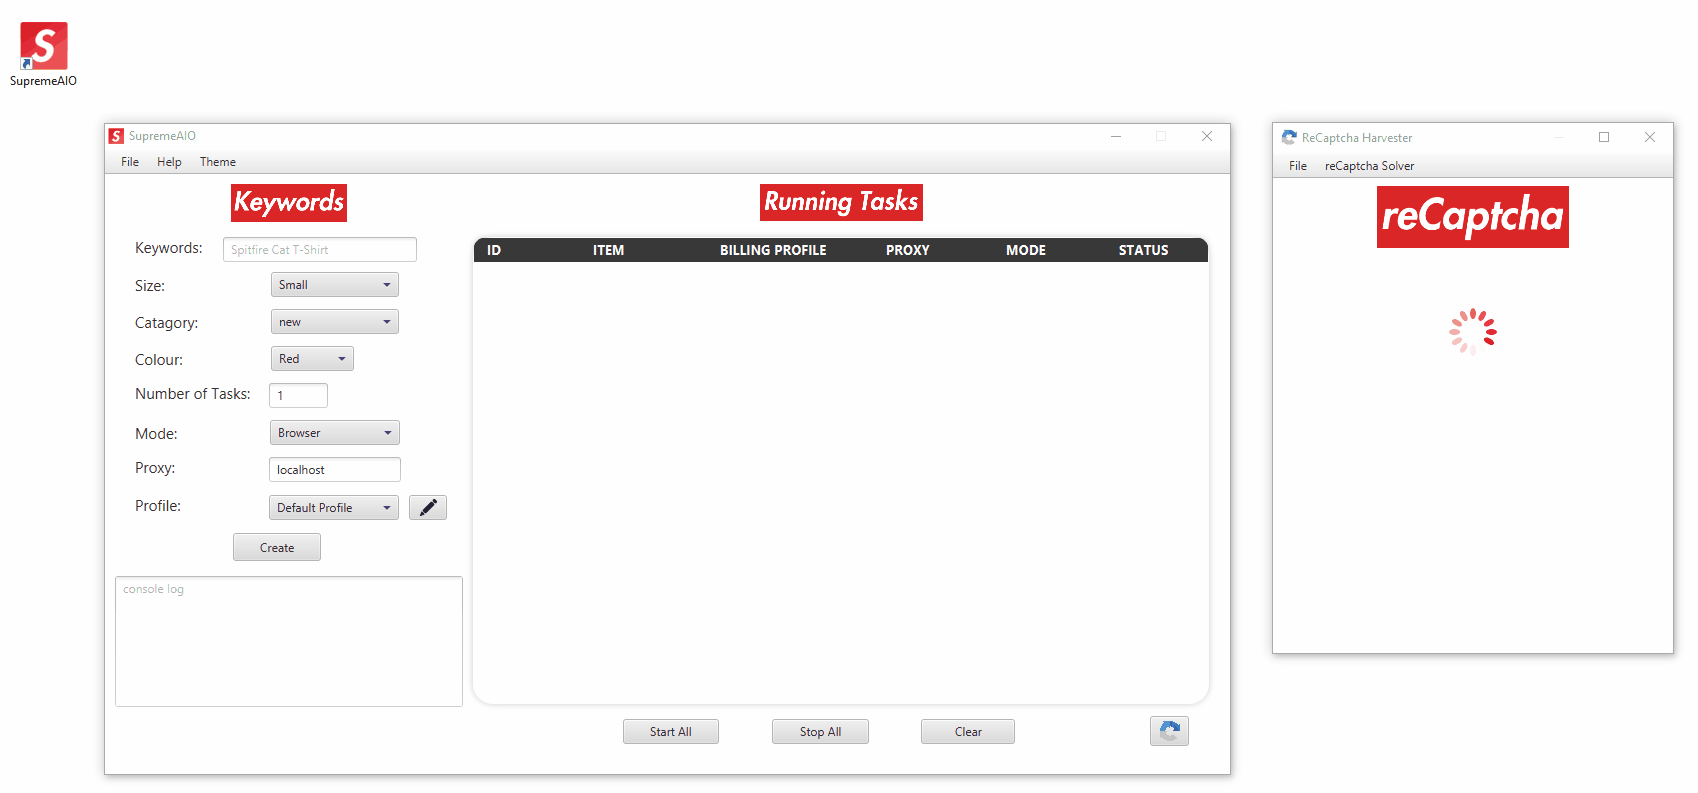 S
SupremeAIO
S SupremeAIO
File Help Theme
Keywords
Keywords: Spitfire Cat T-Shirt
Size: Small
Catagory: new
Colour: Red
Number of Tasks: 1
Mode: Browser
Proxy: localhost
Profile: Default Profile
Create
console log
Running Tasks
ID ITEM BILLING PROFILE PROXY MODE STATUS
Start All Stop All Clear
ReCaptcha Harvester
File reCaptcha Solver
reCaptcha